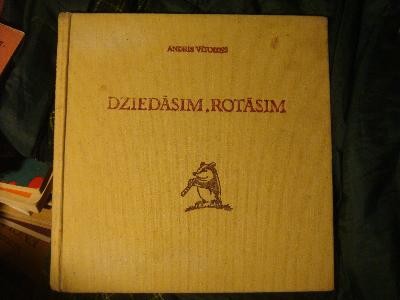 ANDRIS VĪTOLIŅŠ
DZIEDĀSIM, ROTĀSIM